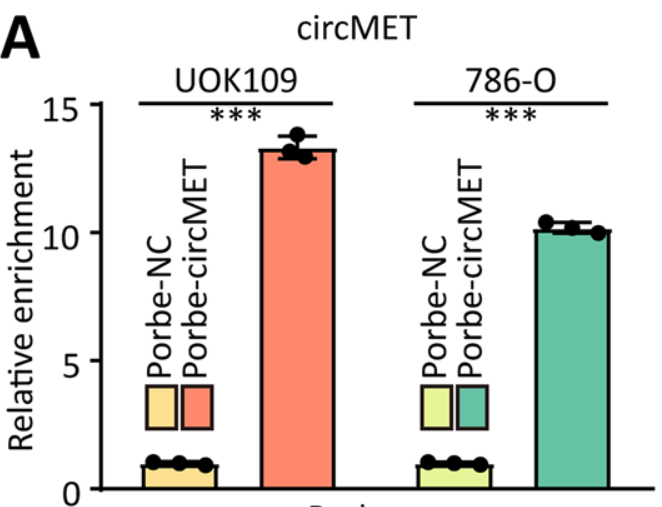 A
circMET
UOK109
786-O
***
***
Relative enrichment
15
10
5
0
Porbe-NC
Porbe-circMET
Porbe-NC
Porbe-circMET